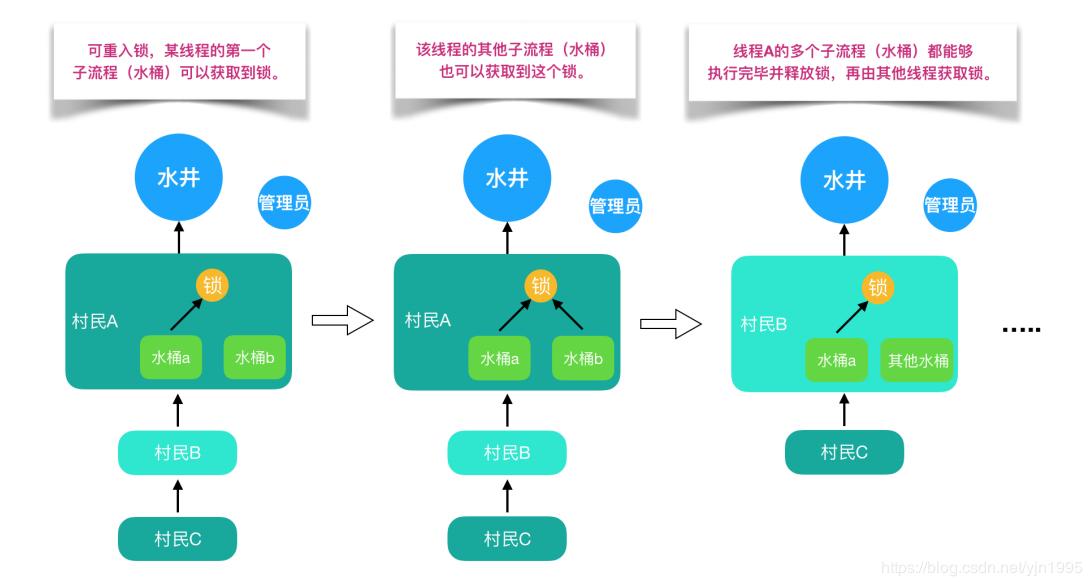 可重入锁，某线程的第一个
子流程（水桶）可以获取到锁。
该线程的其他子流程（水桶）
也可以获取到这个锁。
线程A的多个子流程（水桶）都能够
执行完毕并释放锁，再由其他线程获取锁。
水井
管理员
锁
村民A
水桶a
水桶b
村民B
村民C
水井
管理员
锁
村民A
水桶a
水桶b
村民B
村民C
水井
管理员
锁
村民B
水桶a
其他水桶
村民C
.....
https://blog.csdn.net/yjn1995